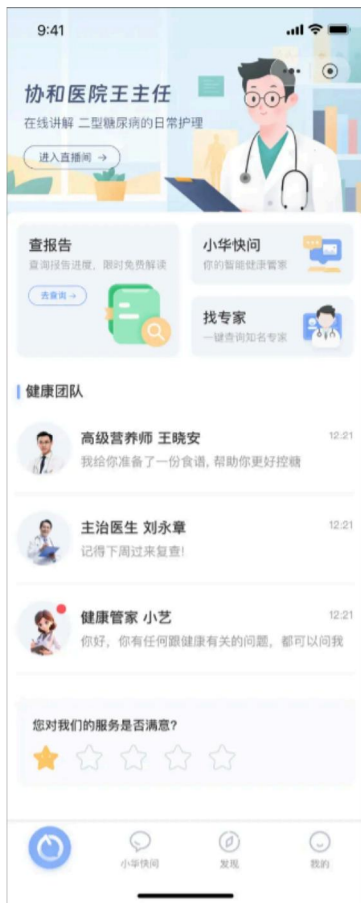 9:41
协和医院王主任
在线讲解 二型糖尿病的日常护理
进入直播间 →
查报告
查询报告进度，限时免费解读
去查询 →
小华快问
你的智能健康管家
找专家
一键查询知名专家
健康团队
高级营养师 王晓安
12:21
我给你准备了一份食谱, 帮助你更好控糖
主治医生 刘永章
12:21
记得下周过来复查!
健康管家 小艺
12:21
你好，你有任何跟健康有关的问题，都可以问我
您对我们的服务是否满意?
小华快问
发现
我的